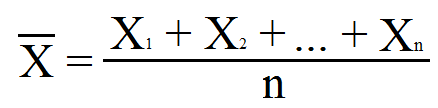 X̅ = X₁ + X₂ + ... + Xₙ
n